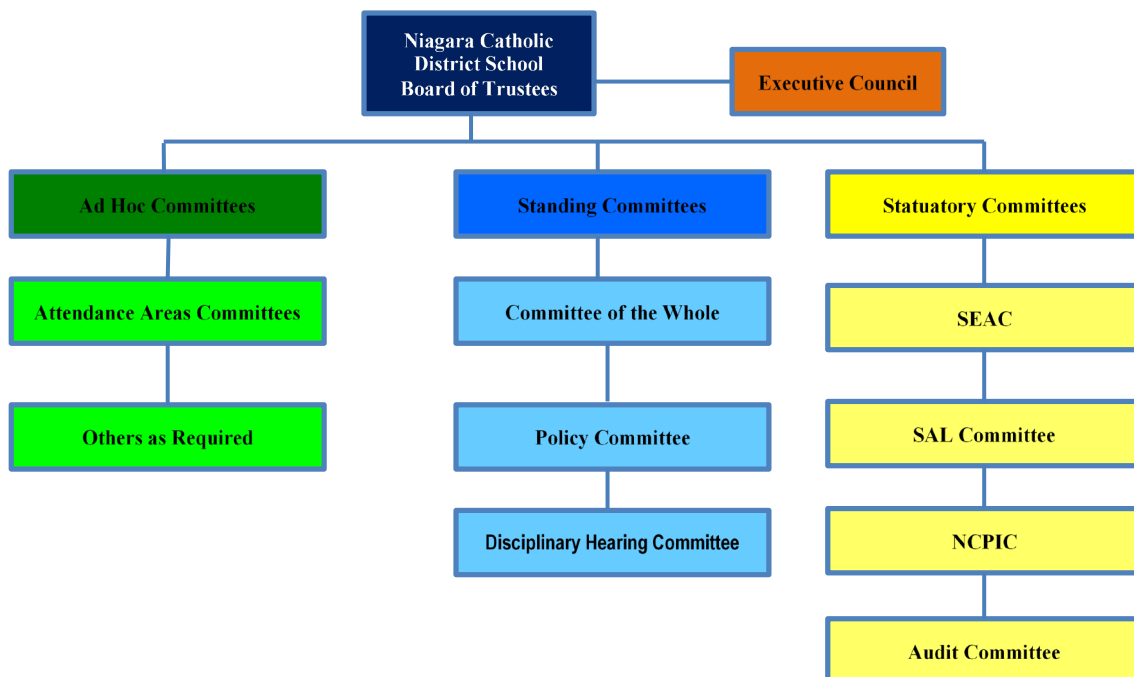 Niagara Catholic
District School
Board of Trustees
Executive Council
Ad Hoc Committees
Standing Committees
Statuatory Committees
Attendance Areas Committees
Committee of the Whole
SEAC
Others as Required
Policy Committee
SAL Committee
Disciplinary Hearing Committee
NCPIC
Audit Committee